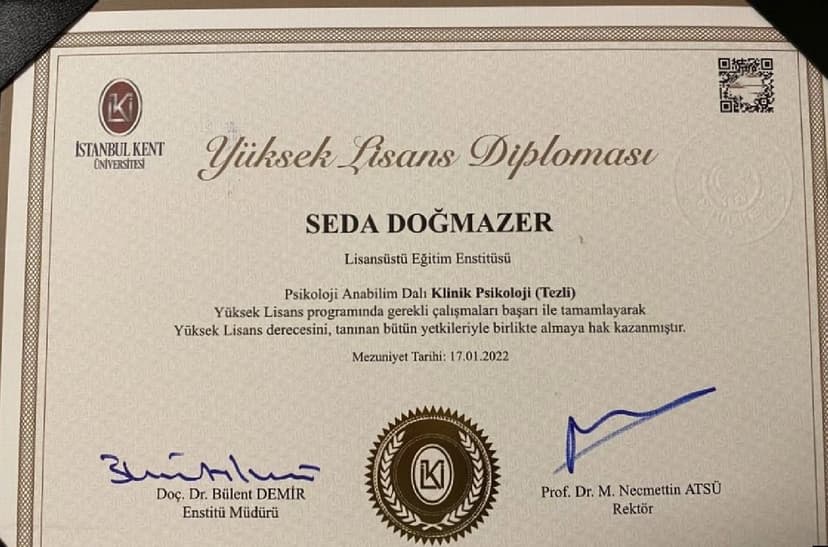 İSTANBUL KENT
ÜNİVERSİTESİ
Yüksek Lisans Diploması
SEDA DOĞMAZER
Lisansüstü Eğitim Enstitüsü
Psikoloji Anabilim Dalı Klinik Psikoloji (Tezli)
Yüksek Lisans programında gerekli çalışmaları başarı ile tamamlayarak
Yüksek Lisans derecesini, tanınan bütün yetkileriyle birlikte almaya hak kazanmıştır.
Mezuniyet Tarihi: 17.01.2022
Doç. Dr. Bülent DEMİR
Enstitü Müdürü
Prof. Dr. M. Necmettin ATSÜ
Rektör